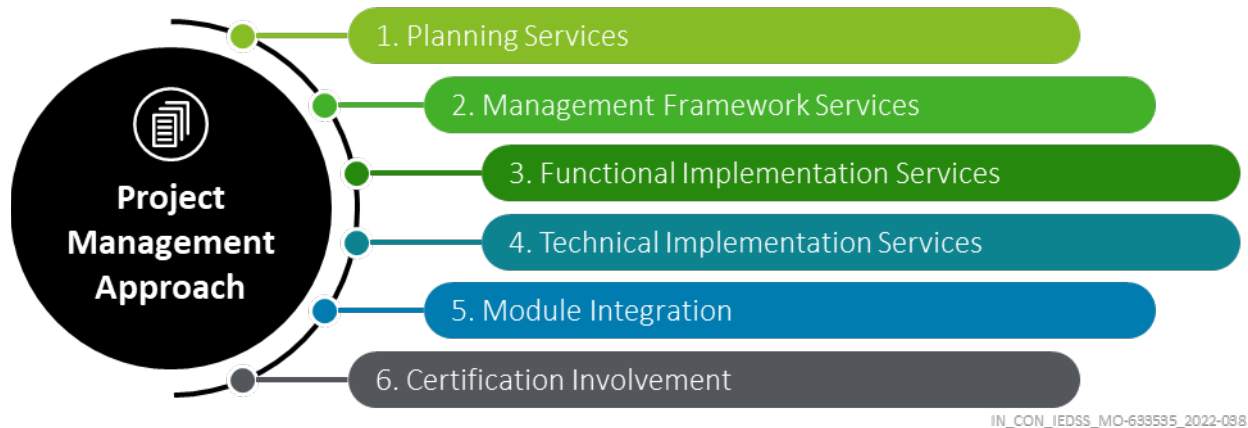 Project
Management
Approach
1. Planning Services
2. Management Framework Services
3. Functional Implementation Services
4. Technical Implementation Services
5. Module Integration
6. Certification Involvement
IN_CON_IEDSS_MO-633535_2022-038